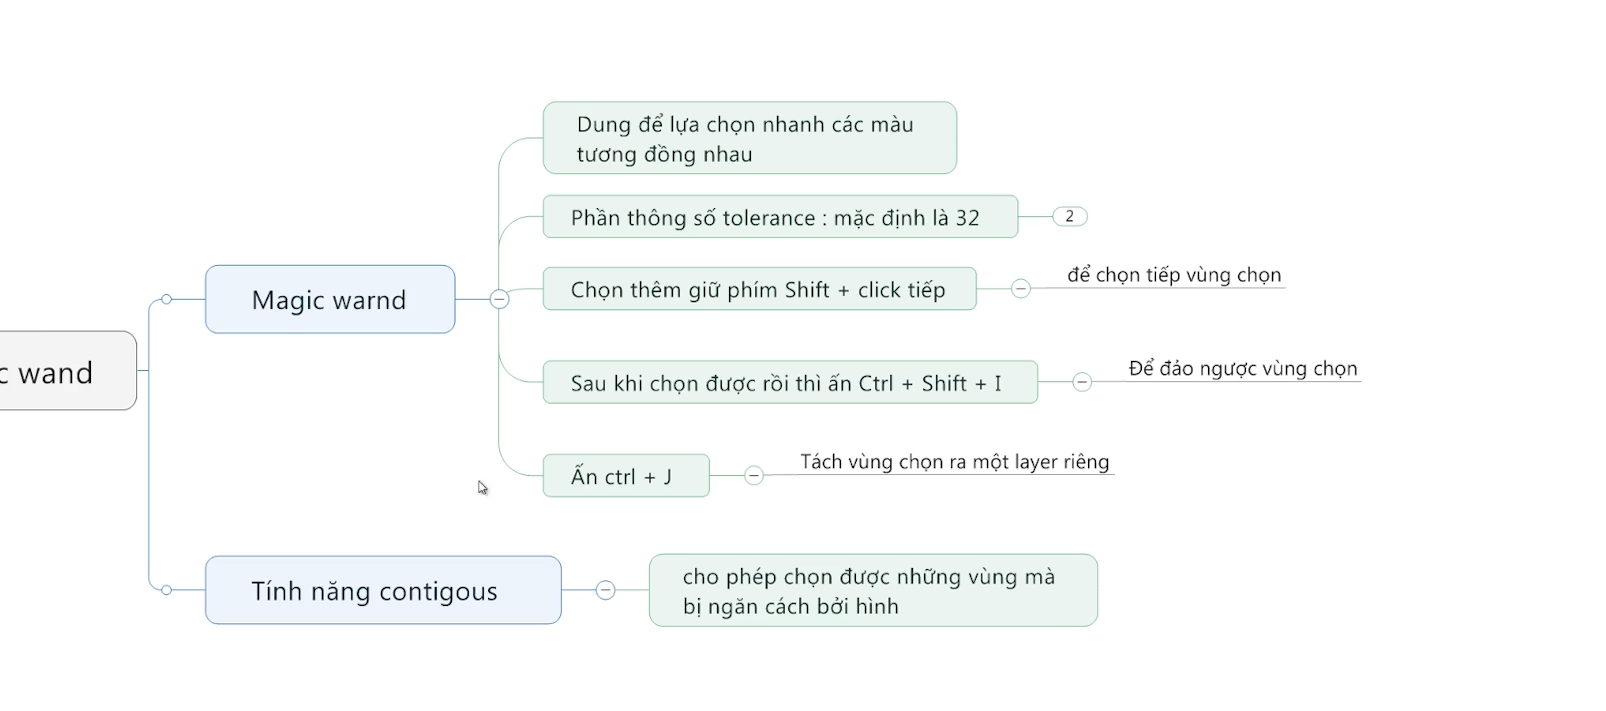 c wand
Magic warnd
Dung để lựa chọn nhanh các màu
tương đồng nhau
Phần thông số tolerance : mặc định là 32
2
Chọn thêm giữ phím Shift + click tiếp
để chọn tiếp vùng chọn
Sau khi chọn được rồi thì ấn Ctrl + Shift + I
Để đảo ngược vùng chọn
Ấn ctrl + J
Tách vùng chọn ra một layer riêng
Tính năng contigous
cho phép chọn được những vùng mà
bị ngăn cách bởi hình